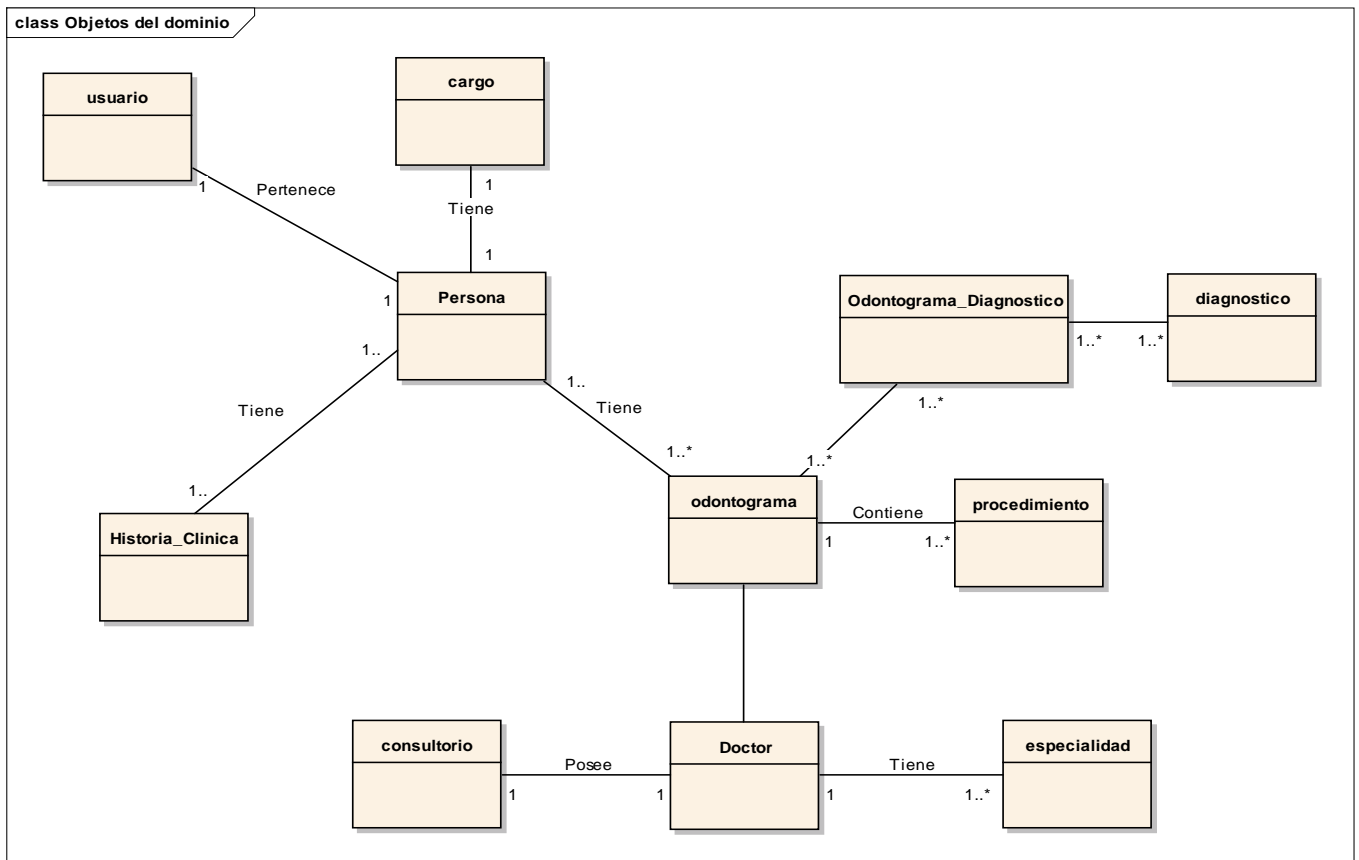 class Objetos del dominio
usuario
cargo
1
Pertenece
1
Tiene
1
1
Persona
Odontograma_Diagnostico
diagnostico
1..
1..
1..*
1..*
Tiene
Tiene
1..*
1..*
1..*
1..
odontograma
procedimiento
Contiene
1
1..*
Historia_Clinica
consultorio
Doctor
especialidad
Posee
Tiene
1
1
1
1..*